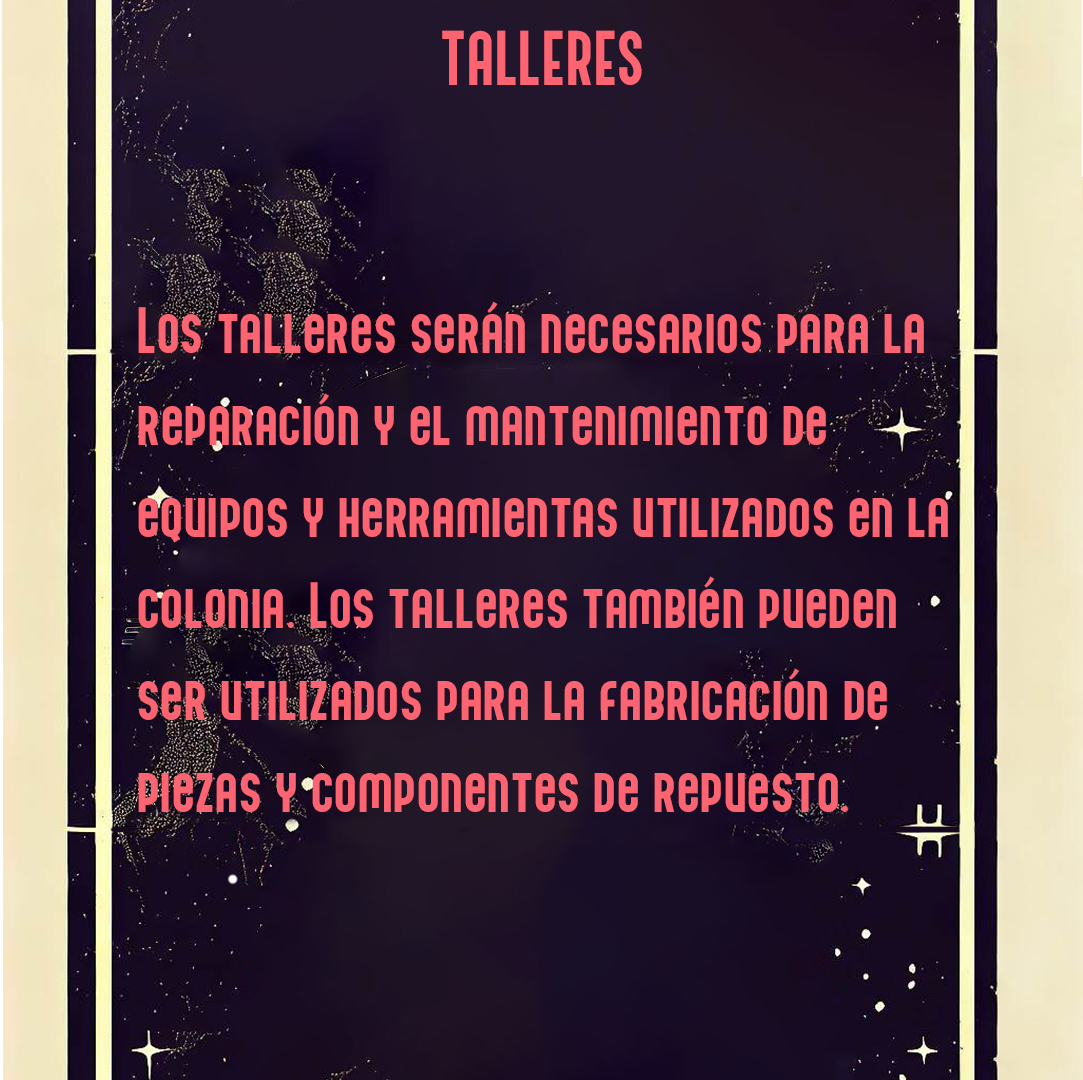 TALLERES
Los talleres serán necesarios para la
reparación y el mantenimiento de
equipos y herramientas utilizados en la
colonia. Los talleres también pueden
ser utilizados para la fabricación de
piezas y componentes de repuesto.